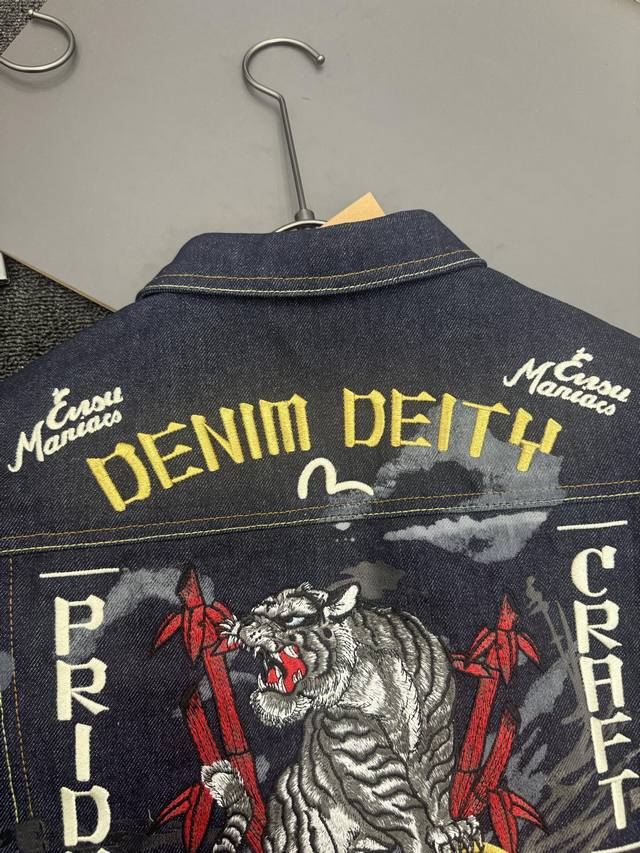 Evisu
Maniacs
Evisu
Maniacs
DENIM DEITY
PRID
CRAFT